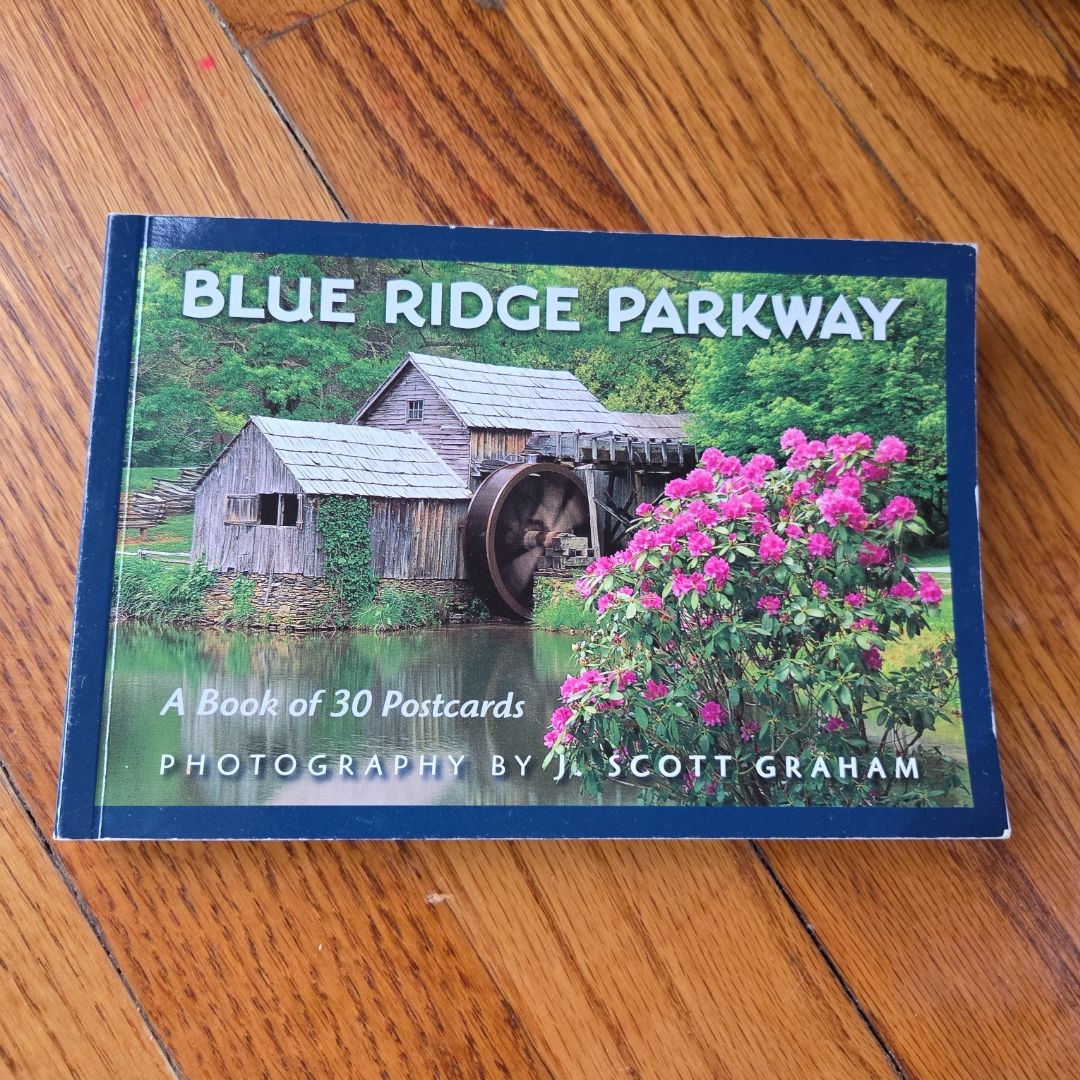 BLUE RIDGE PARKWAY
A Book of 30 Postcards
PHOTOGRAPHY BY J. SCOTT GRAHAM